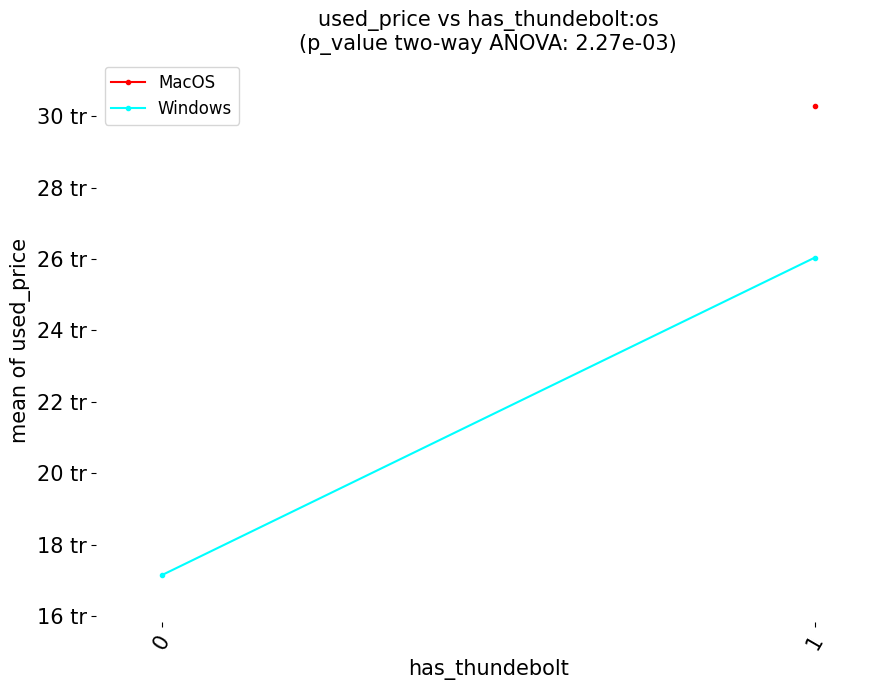 used_price vs has_thundebolt:os
(p_value two-way ANOVA: 2.27e-03)
MacOS
Windows
30 tr
28 tr
26 tr
24 tr
22 tr
20 tr
18 tr
16 tr
mean of used_price
0
1
has_thundebolt